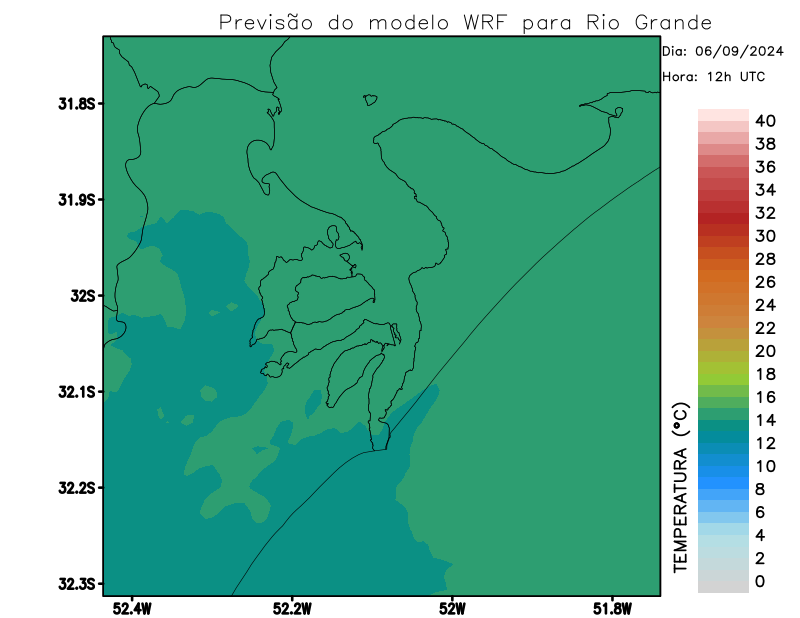 Previsão do modelo WRF para Rio Grande
Dia: 06/09/2024
Hora: 12h UTC
31.8S
31.9S
32S
32.1S
32.2S
32.3S
52.4W
52.2W
52W
51.8W
40
38
36
34
32
30
28
26
24
22
20
18
16
14
12
10
8
6
4
2
0
TEMPERATURA (°C)